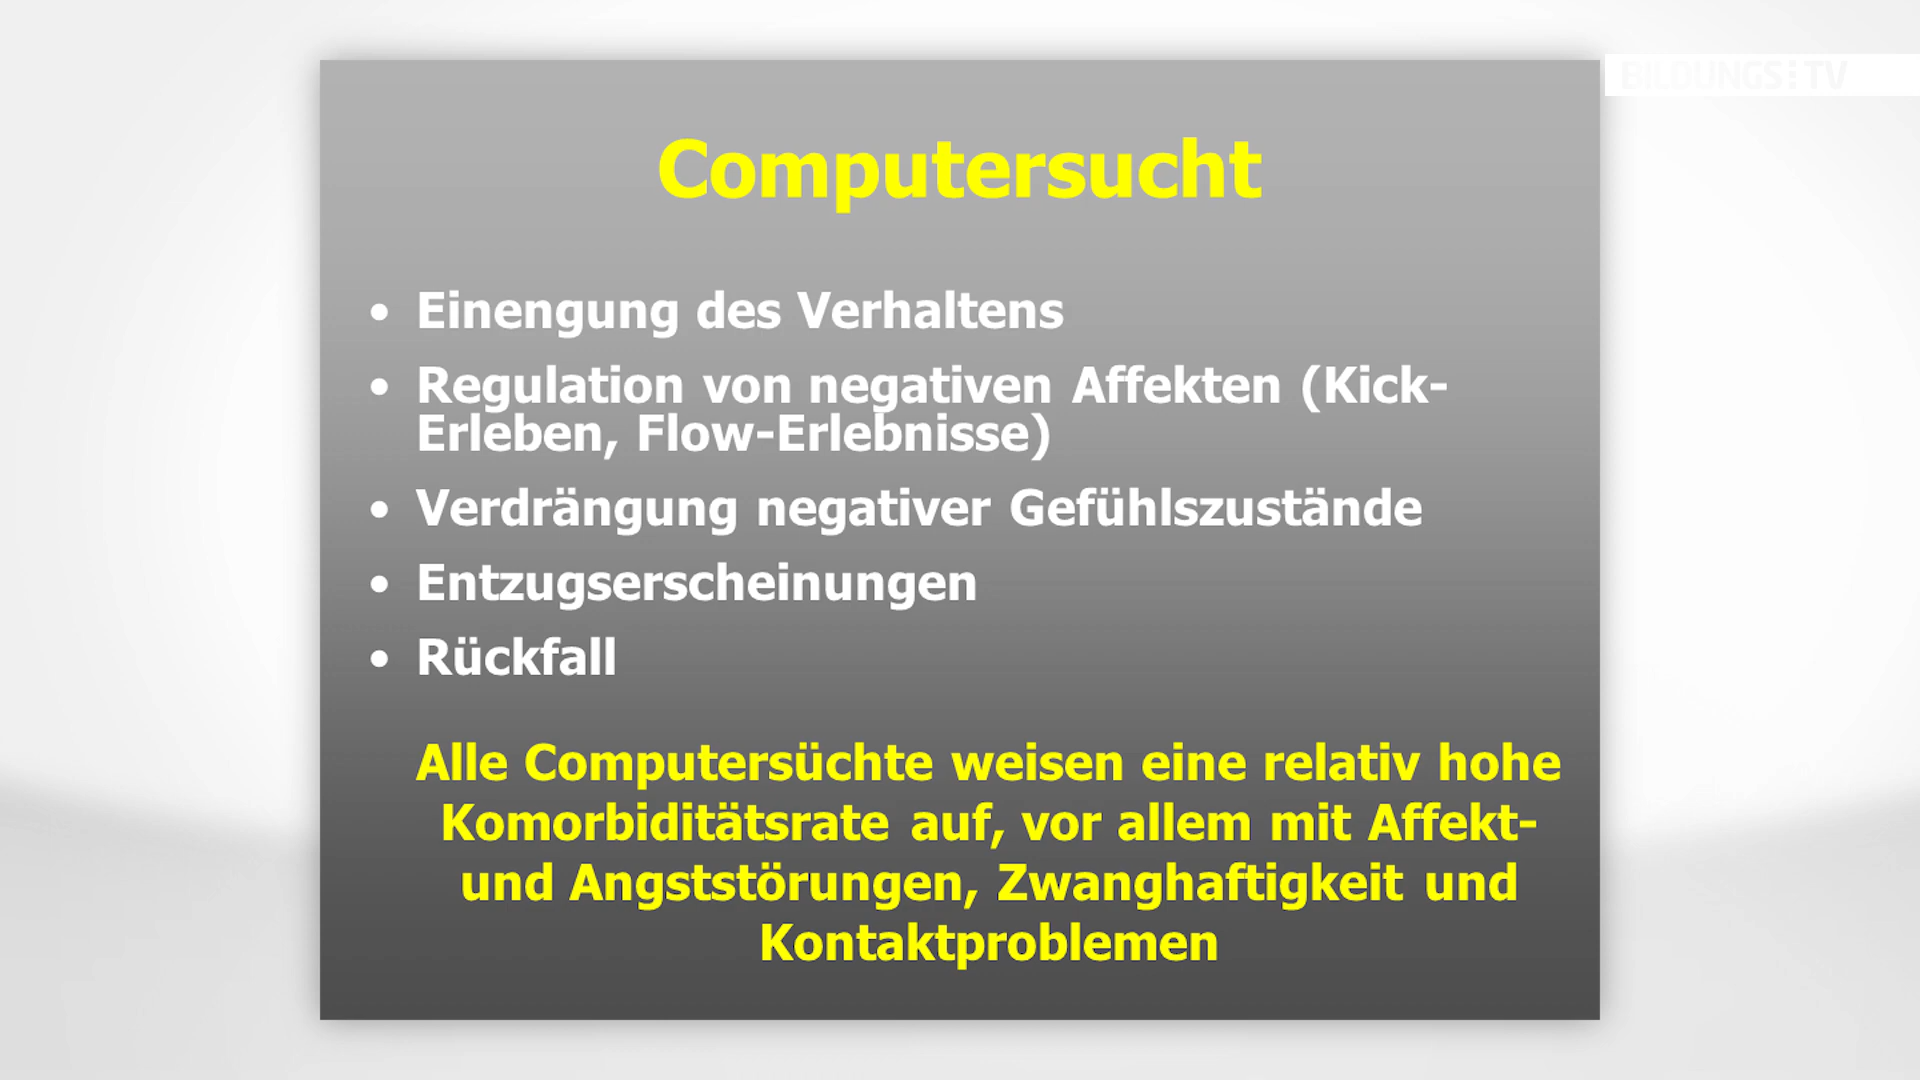 BILDUNGS:TV
Computersucht
• Einengung des Verhaltens
• Regulation von negativen Affekten (Kick-
Erleben, Flow-Erlebnisse)
• Verdrängung negativer Gefühlszustände
• Entzugserscheinungen
• Rückfall
Alle Computersüchte weisen eine relativ hohe
Komorbiditätsrate auf, vor allem mit Affekt-
und Angststörungen, Zwanghaftigkeit und
Kontaktproblemen